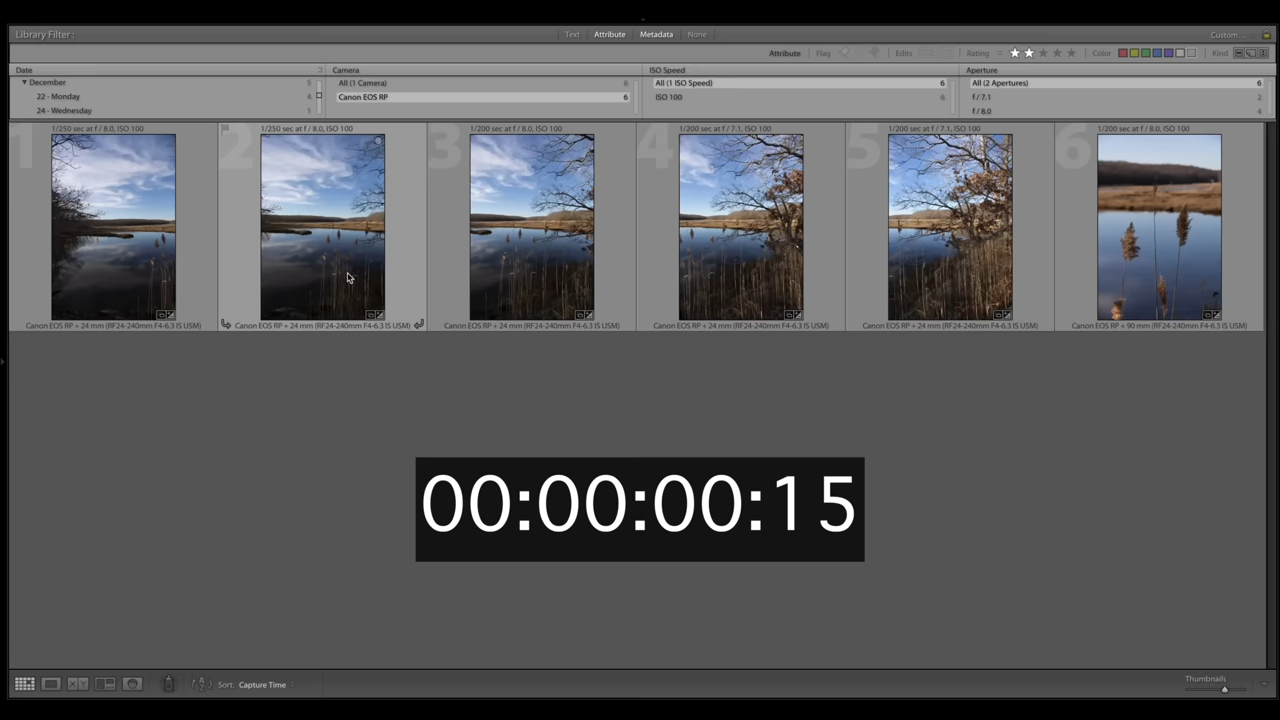 Library Filter :
Text Attribute Metadata None
Custom...
Attribute Flag Edits Rating Color Kind
Date Camera ISO Speed Aperture
December 5 All (1 Camera) 6 All (1 ISO Speed) 6 All (2 Apertures) 6
22 - Monday 4 Canon EOS RP 6 ISO 100 6 f / 7.1 2
24 - Wednesday 1 f / 8.0 4
1 2 3 4 5 6
1/250 sec at f / 8.0, ISO 100
1/250 sec at f / 8.0, ISO 100
1/200 sec at f / 8.0, ISO 100
1/200 sec at f / 7.1, ISO 100
1/200 sec at f / 7.1, ISO 100
1/200 sec at f / 8.0, ISO 100
Canon EOS RP + 24 mm (RF24-240mm F4-6.3 IS USM)
Canon EOS RP + 24 mm (RF24-240mm F4-6.3 IS USM)
Canon EOS RP + 24 mm (RF24-240mm F4-6.3 IS USM)
Canon EOS RP + 24 mm (RF24-240mm F4-6.3 IS USM)
Canon EOS RP + 24 mm (RF24-240mm F4-6.3 IS USM)
Canon EOS RP + 90 mm (RF24-240mm F4-6.3 IS USM)
00:00:00:15
Sort: Capture Time
Thumbnails